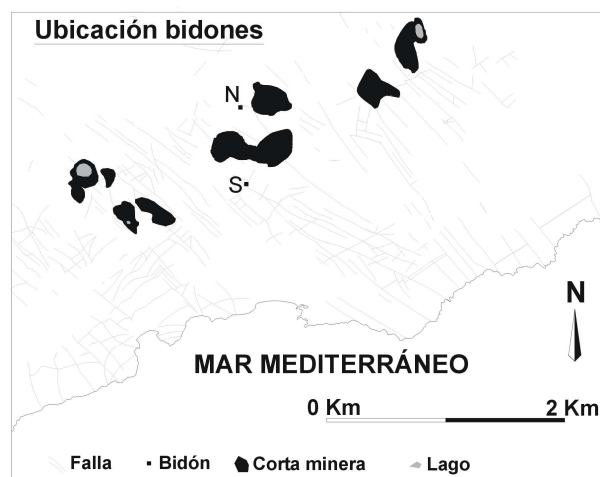 Ubicación bidones
N
S
N
MAR MEDITERRÁNEO
0 Km 2 Km
Falla Bidón Corta minera Lago